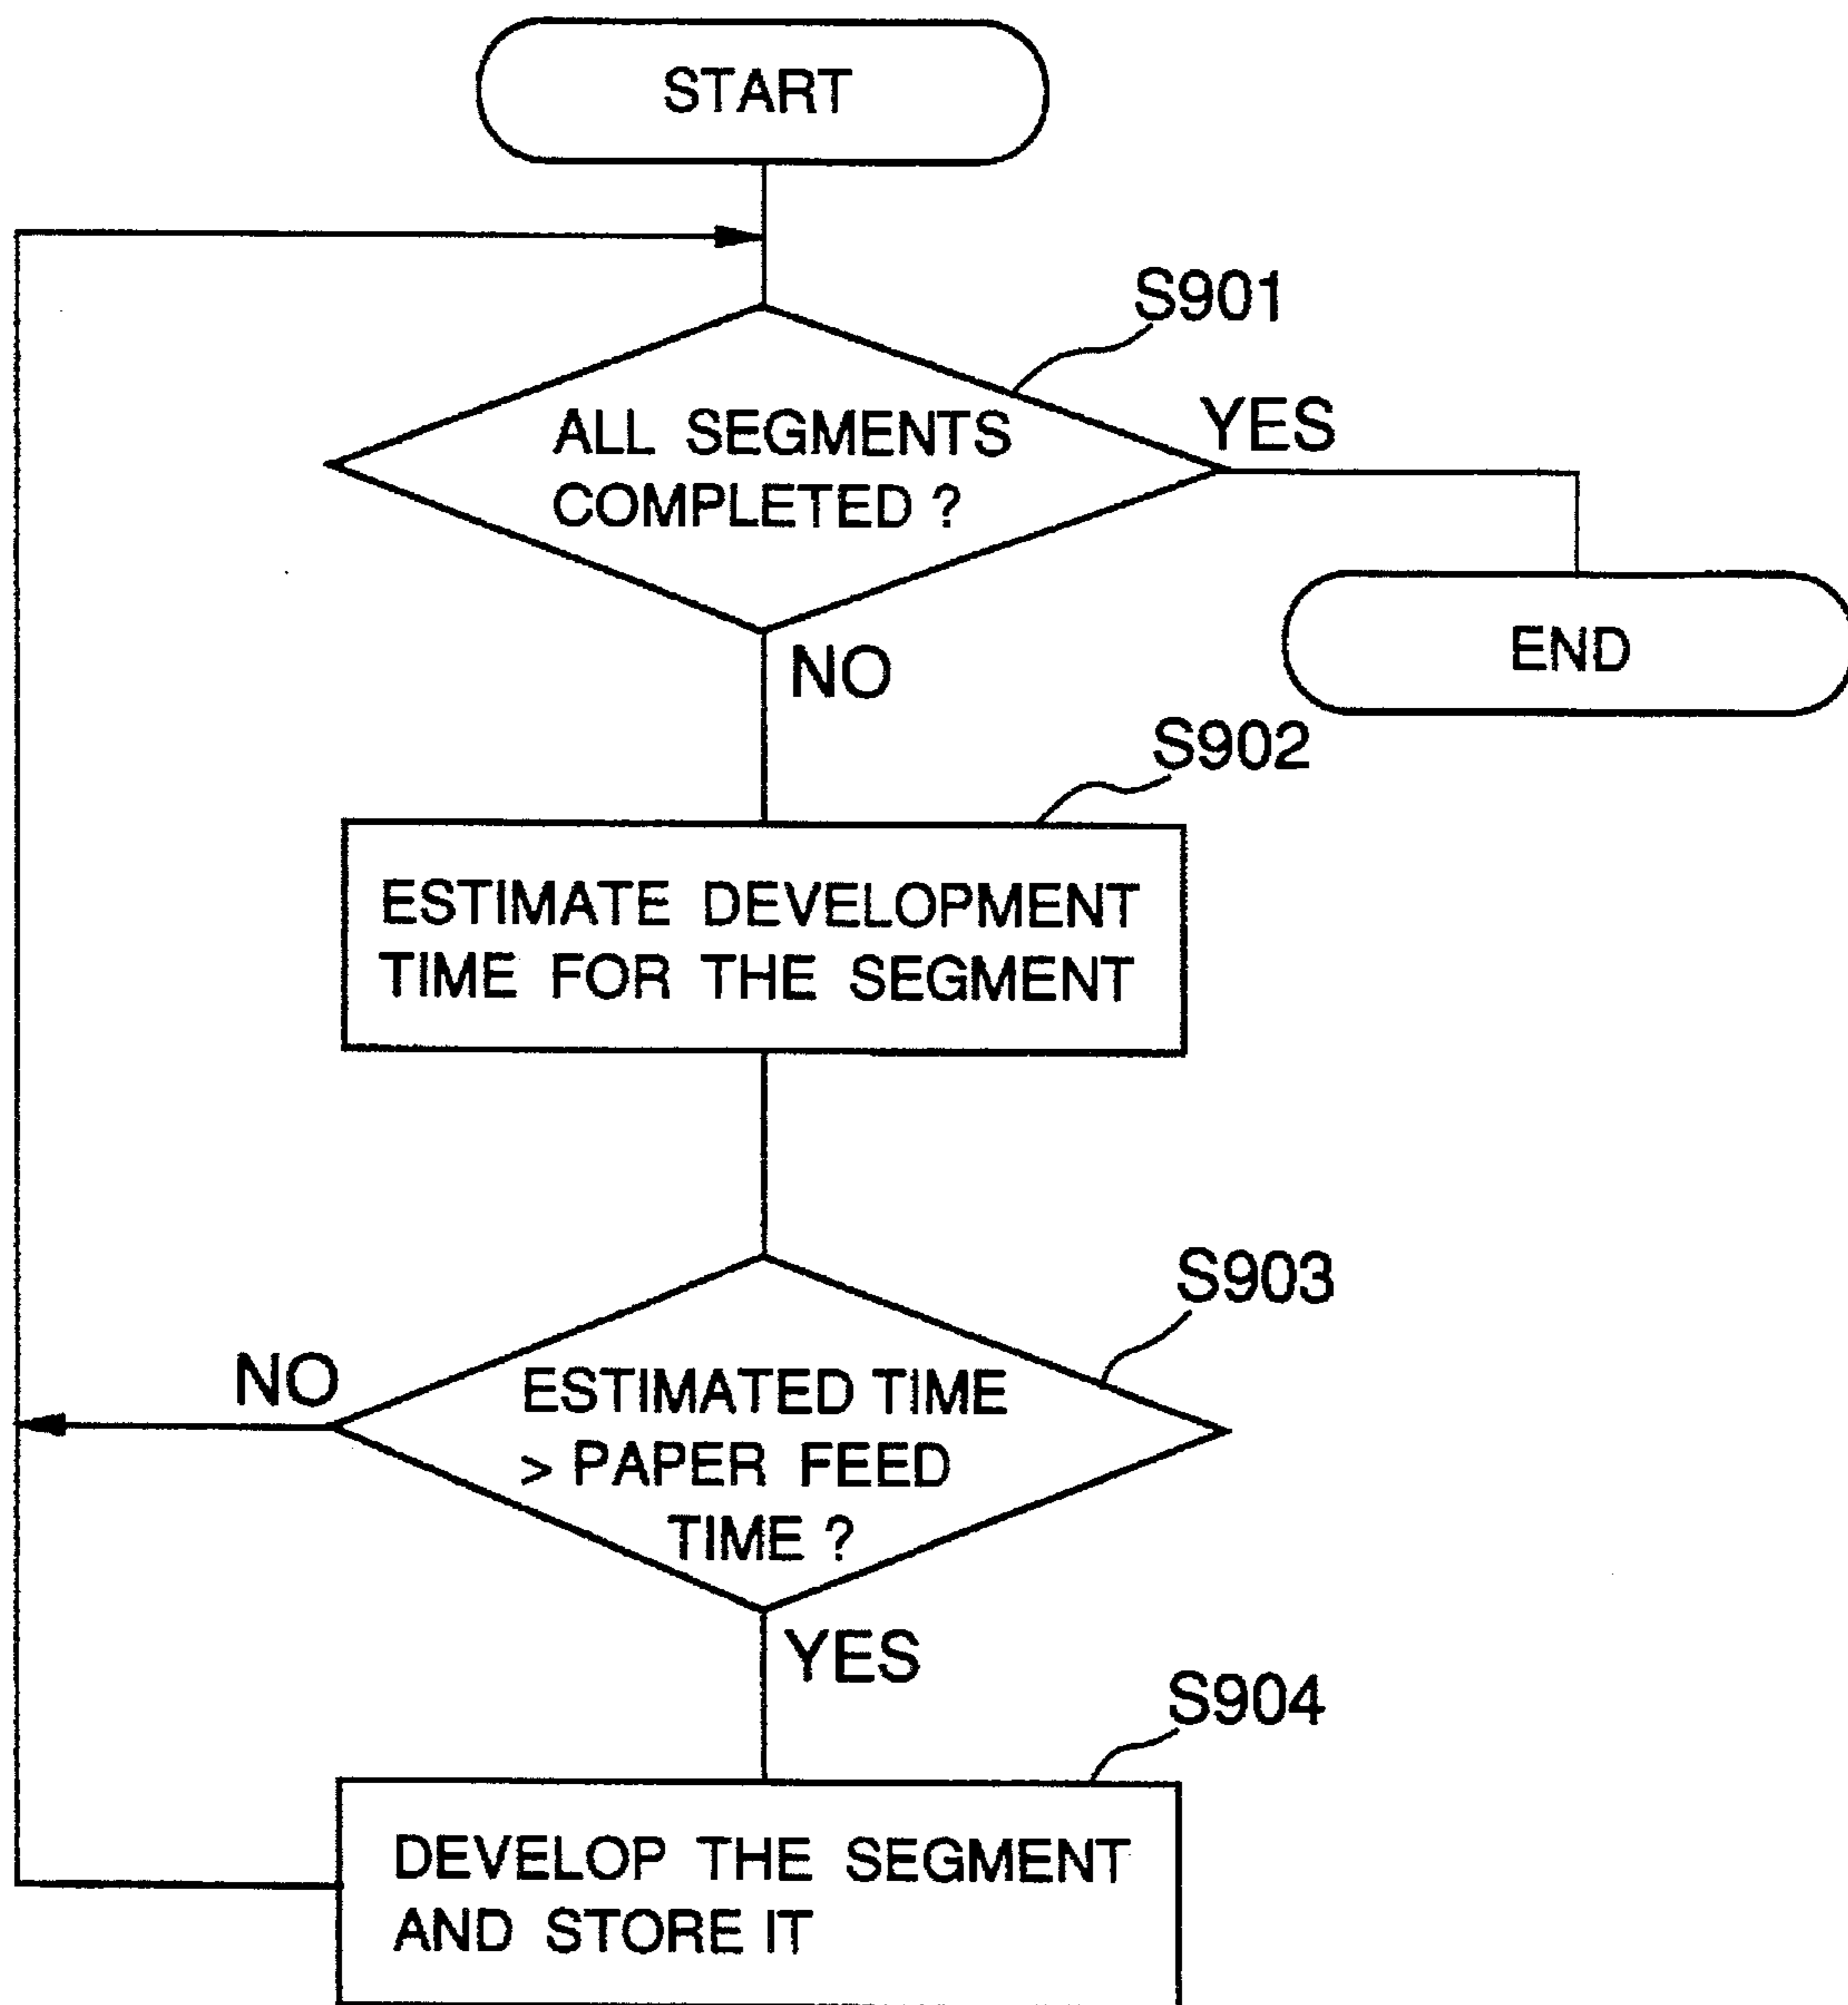 START
S901
ALL SEGMENTS
COMPLETED ?
YES
END
NO
S902
ESTIMATE DEVELOPMENT
TIME FOR THE SEGMENT
S903
NO
ESTIMATED TIME
> PAPER FEED
TIME ?
YES
S904
DEVELOP THE SEGMENT
AND STORE IT